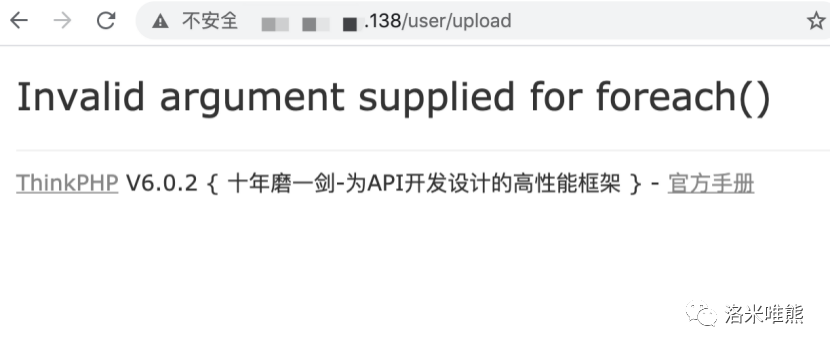 不安全 .138/user/upload
Invalid argument supplied for foreach()
ThinkPHP V6.0.2 { 十年磨一剑-为API开发设计的高性能框架 } - 官方手册
洛米唯熊